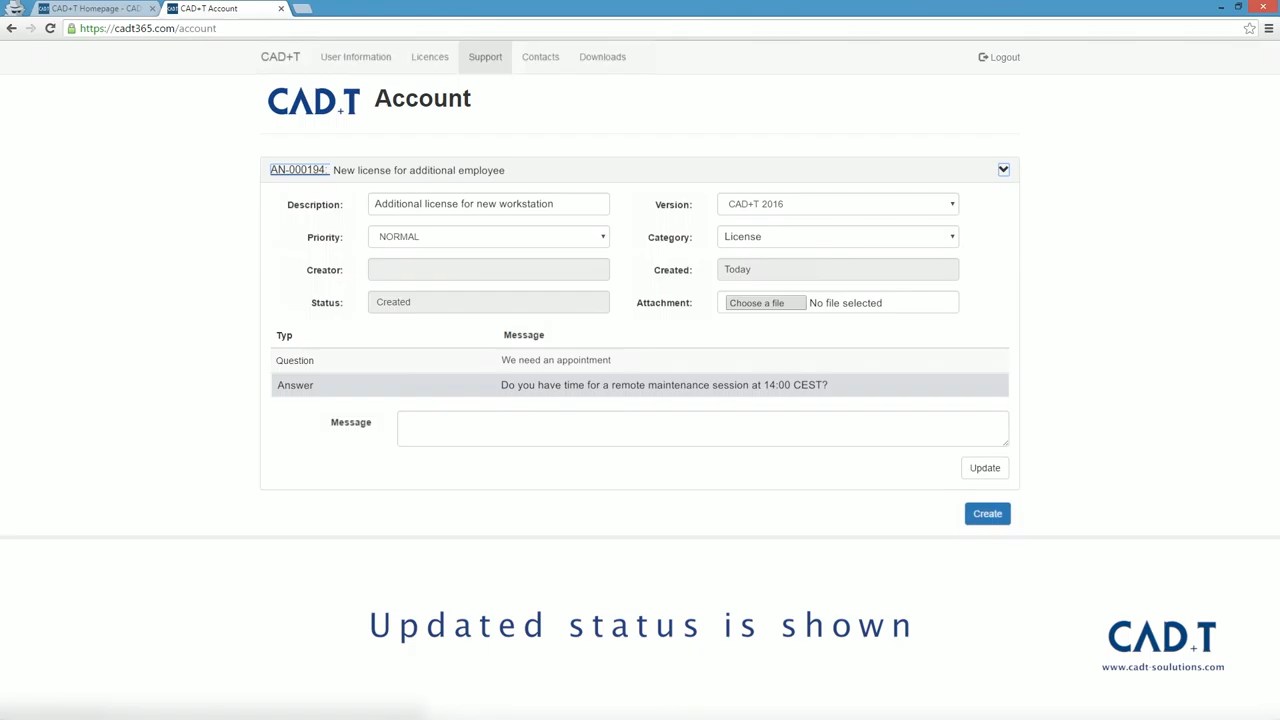 CAD+T Homepage - CAD
CAD+T Account
https://cadt365.com/account
CAD+T User Information Licences Support Contacts Downloads Logout
CAD+T Account
AN-000194: New license for additional employee
Description: Additional license for new workstation Version: CAD+T 2016
Priority: NORMAL Category: License
Creator: Created: Today
Status: Created Attachment: Choose a file No file selected
Typ Message
Question We need an appointment
Answer Do you have time for a remote maintenance session at 14:00 CEST?
Message
Update
Create
Updated status is shown
CAD+T
www.cadt-soulutions.com